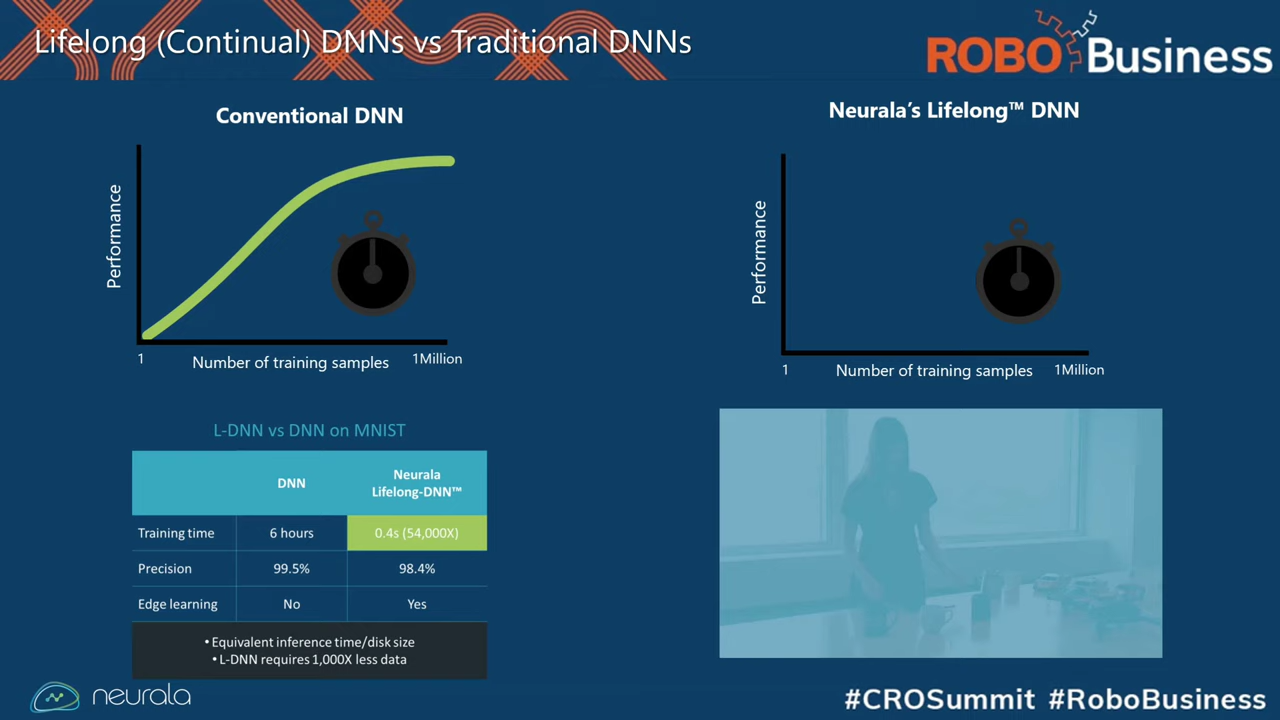 Lifelong (Continual) DNNs vs Traditional DNNs
ROBOBusiness
Conventional DNN
Performance
1
Number of training samples
1Million
Neurala’s Lifelong™ DNN
Performance
1
Number of training samples
1Million
L-DNN vs DNN on MNIST
DNN
Neurala
Lifelong-DNN™
Training time
6 hours
0.4s (54,000X)
Precision
99.5%
98.4%
Edge learning
No
Yes
• Equivalent inference time/disk size
• L-DNN requires 1,000X less data
neurala
#CROSummit #RoboBusiness